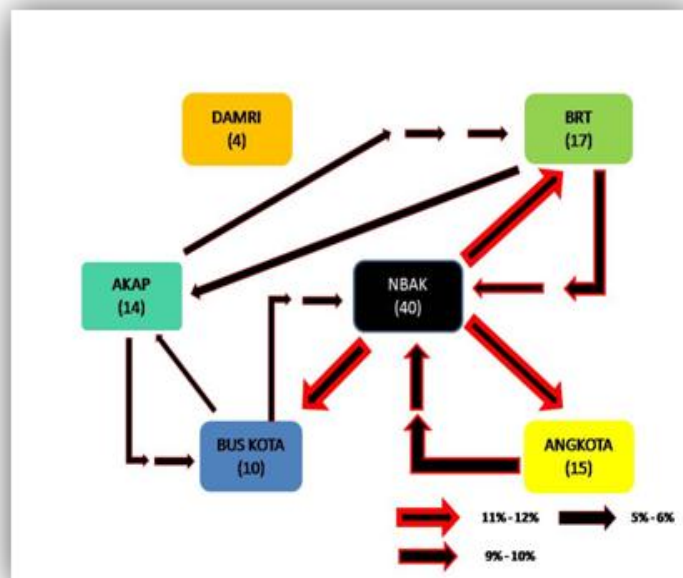 DAMRI
(4)
BRT
(17)
AKAP
(14)
NBAK
(40)
BUS KOTA
(10)
ANGKOTA
(15)
11%-12%
5%-6%
9%-10%